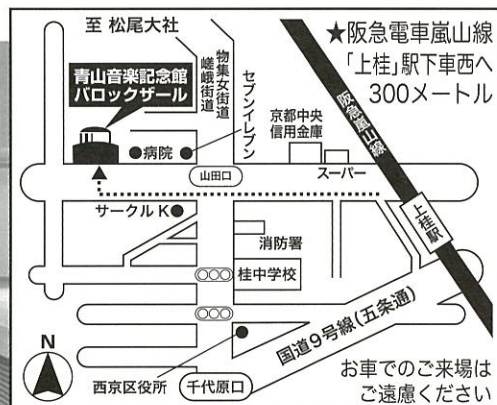 至 松尾大社
★阪急電車嵐山線
「上桂」駅下車西へ
300メートル
青山音楽記念館
バロックザール
物集女街道
嵯峨街道
セブンイレブン
京都中央
信用金庫
阪急嵐山線
病院
山田口
スーパー
サークルK
上桂駅
消防署
桂中学校
国道9号線(五条通)
N
西京区役所
千代原口
お車でのご来場は
ご遠慮ください